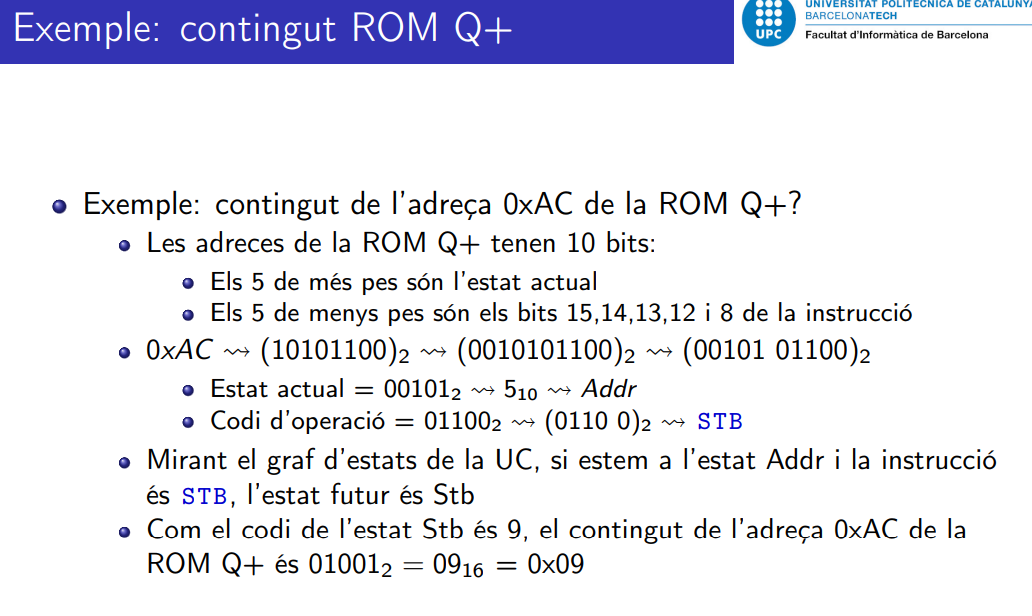 Exemple: contingut ROM Q+
UNIVERSITAT POLITÈCNICA DE CATALUNYA
BARCELONATECH
Facultat d'Informàtica de Barcelona
UPC
Exemple: contingut de l'adreça 0xAC de la ROM Q+?
Les adreces de la ROM Q+ tenen 10 bits:
Els 5 de més pes són l'estat actual
Els 5 de menys pes són els bits 15,14,13,12 i 8 de la instrucció
0xAC ⇝ (10101100)₂ ⇝ (0010101100)₂ ⇝ (00101 01100)₂
Estat actual = 00101₂ ⇝ 5₁₀ ⇝ Addr
Codi d'operació = 01100₂ ⇝ (0110 0)₂ ⇝ STB
Mirant el graf d'estats de la UC, si estem a l'estat Addr i la instrucció
és STB, l'estat futur és Stb
Com el codi de l'estat Stb és 9, el contingut de l'adreça 0xAC de la
ROM Q+ és 01001₂ = 09₁₆ = 0x09